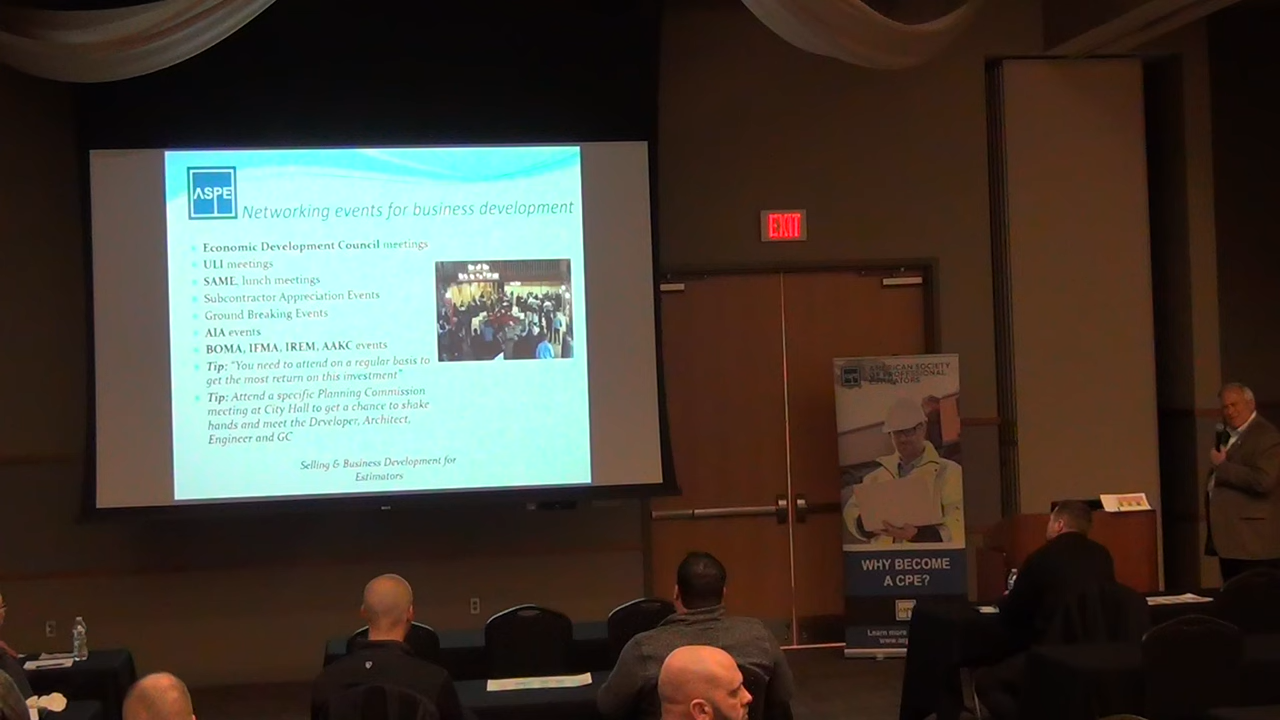 ASPE
Networking events for business development
Economic Development Council meetings
ULI meetings
SAME, lunch meetings
Subcontractor Appreciation Events
Ground Breaking Events
AIA events
BOMA, IFMA, IREM, AAKC events
Tip: "You need to attend on a regular basis to
get the most return on this investment"
Tip: Attend a specific Planning Commission
meeting at City Hall to get a chance to shake
hands and meet the Developer, Architect,
Engineer and GC
Selling & Business Development for
Estimators
EXIT
AMERICAN SOCIETY
OF PROFESSIONAL
ESTIMATORS
WHY BECOME
A CPE?
Learn more